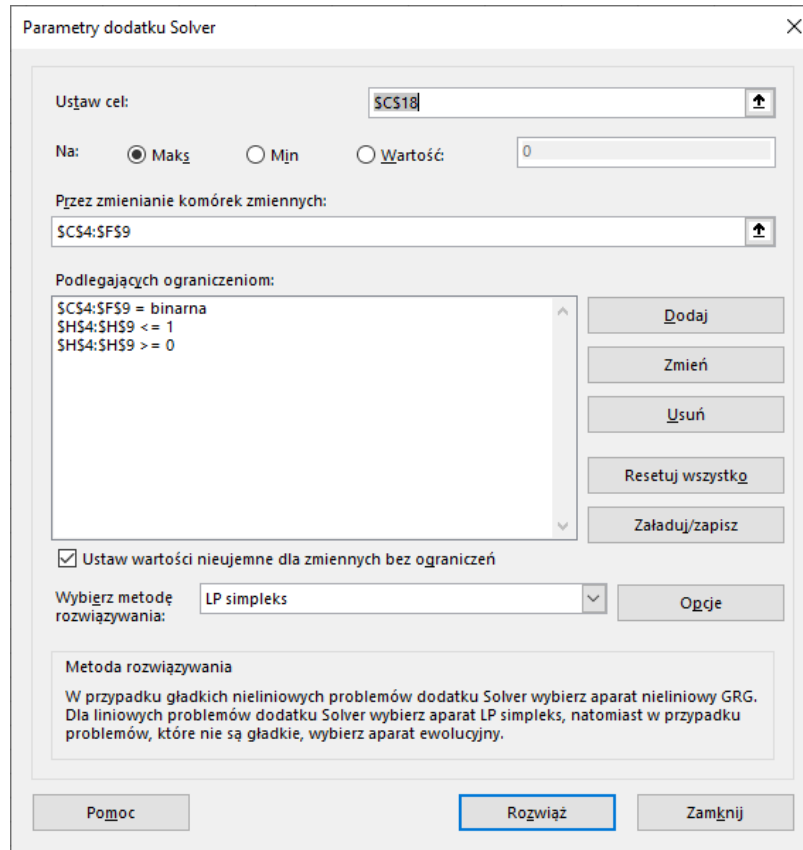 Parametry dodatku Solver
Ustaw cel:
$C$18
Na:
Maks
Min
Wartość:
0
Przez zmienianie komórek zmiennych:
$C$4:$F$9
Podlegających ograniczeniom:
$C$4:$F$9 = binarna
$H$4:$H$9 <= 1
$H$4:$H$9 >= 0
Dodaj
Zmień
Usuń
Resetuj wszystko
Załaduj/zapisz
Ustaw wartości nieujemne dla zmiennych bez ograniczeń
Wybierz metodę
rozwiązywania:
LP simpleks
Opcje
Metoda rozwiązywania
W przypadku gładkich nieliniowych problemów dodatku Solver wybierz aparat nieliniowy GRG.
Dla liniowych problemów dodatku Solver wybierz aparat LP simpleks, natomiast w przypadku
problemów, które nie są gładkie, wybierz aparat ewolucyjny.
Pomoc
Rozwiąż
Zamknij